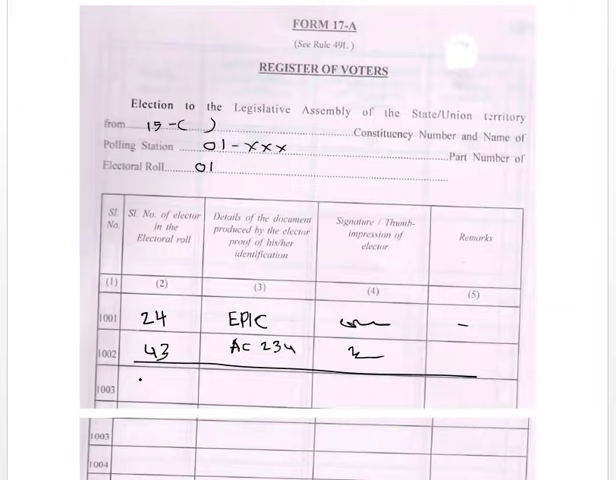 FORM 17-A
(See Rule 49L)
REGISTER OF VOTERS
Election to the Legislative Assembly of the State/Union territory
from 15-( ) Constituency Number and Name of
Polling Station 01-xxx Part Number of
Electoral Roll 01
Sl. No. Sl. No. of elector in the Electoral roll Details of the document produced by the elector proof of his/her identification Signature / Thumb-impression of elector Remarks
(1) (2) (3) (4) (5)
1001 24 EPIC –
1002 43 AC 234
1003
1003
1004